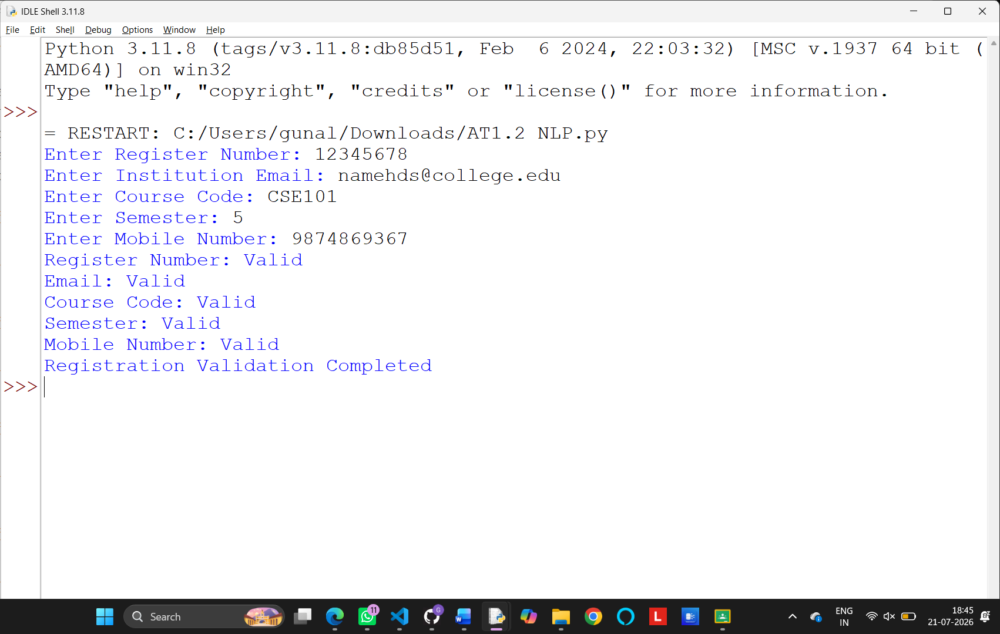 IDLE Shell 3.11.8
File Edit Shell Debug Options Window Help
Python 3.11.8 (tags/v3.11.8:db85d51, Feb  6 2024, 22:03:32) [MSC v.1937 64 bit (
AMD64)] on win32
Type "help", "copyright", "credits" or "license()" for more information.
>>>
= RESTART: C:/Users/gunal/Downloads/AT1.2 NLP.py
Enter Register Number: 12345678
Enter Institution Email: namehds@college.edu
Enter Course Code: CSE101
Enter Semester: 5
Enter Mobile Number: 9874869367
Register Number: Valid
Email: Valid
Course Code: Valid
Semester: Valid
Mobile Number: Valid
Registration Validation Completed
>>>
Search
11
G
W
L
ENG
IN
18:45
21-07-2026